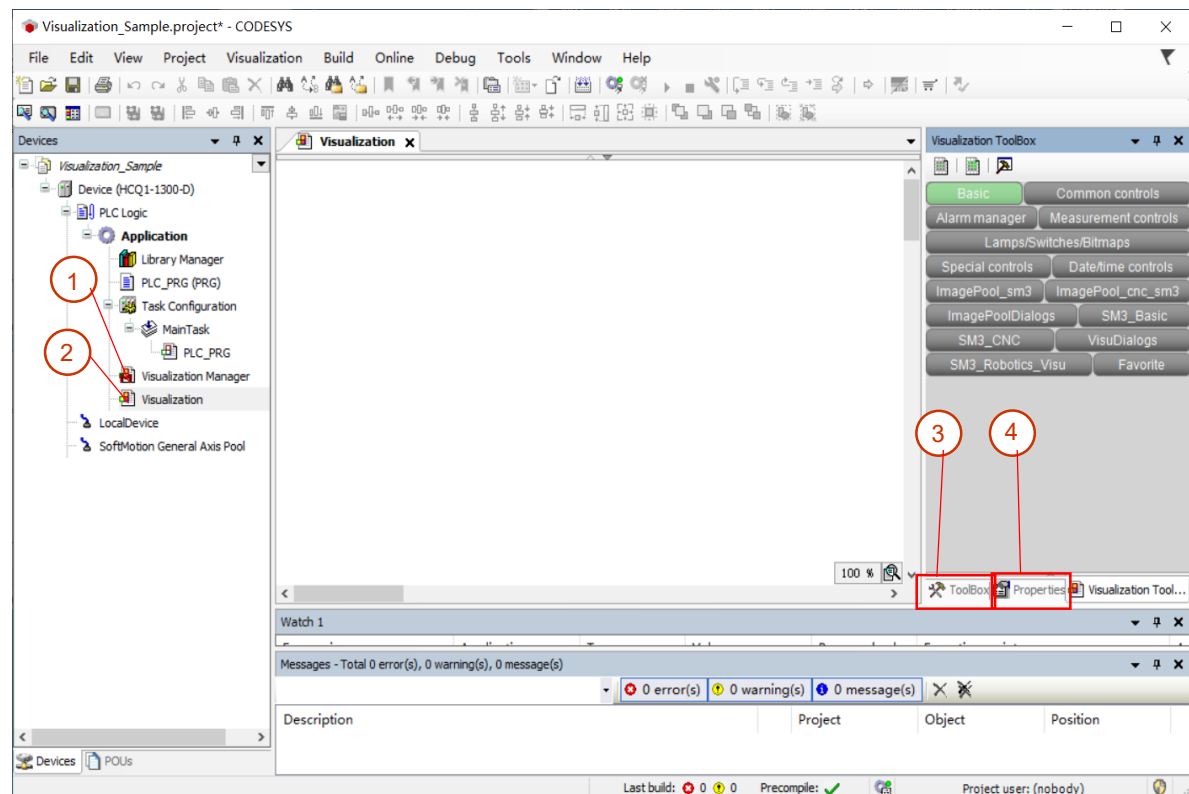 Visualization_Sample.project* - CODESYS
File Edit View Project Visualization Build Online Debug Tools Window Help
Devices
Visualization_Sample
Device (HCQ1-1300-D)
PLC Logic
Application
Library Manager
PLC_PRG (PRG)
Task Configuration
MainTask
PLC_PRG
Visualization Manager
Visualization
LocalDevice
SoftMotion General Axis Pool
1
2
Devices POUs
Visualization
100 %
Visualization ToolBox
Basic Common controls
Alarm manager Measurement controls
Lamps/Switches/Bitmaps
Special controls Date/time controls
ImagePool_sm3 ImagePool_cnc_sm3
ImagePoolDialogs SM3_Basic
SM3_CNC VisuDialogs
SM3_Robotics_Visu Favorite
3 4
ToolBox Properties Visualization Tool...
Watch 1
Messages - Total 0 error(s), 0 warning(s), 0 message(s)
0 error(s) 0 warning(s) 0 message(s)
Description Project Object Position
Last build: 0 0 Precompile: Project user: (nobody)